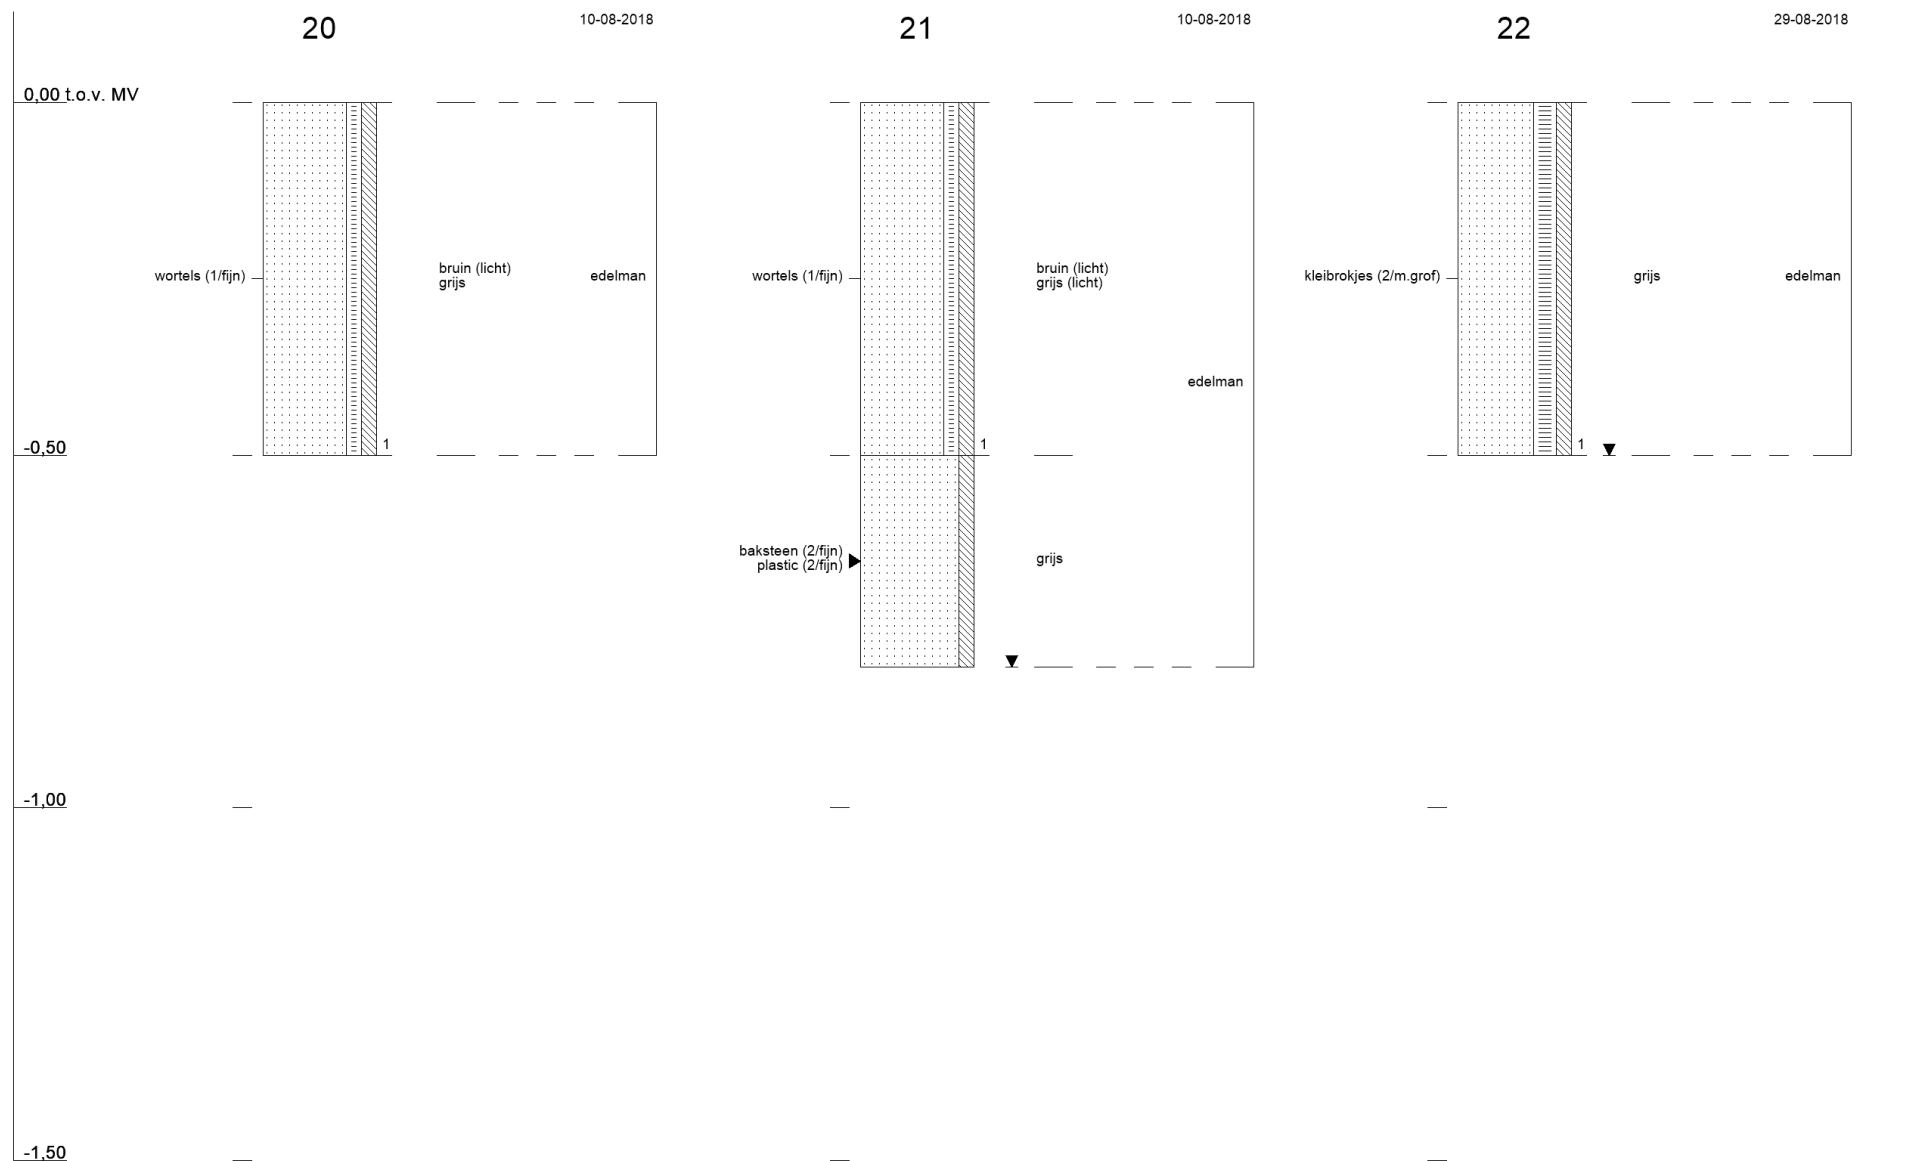 20
10-08-2018
21
10-08-2018
22
29-08-2018
0,00 t.o.v. MV
wortels (1/fijn)
bruin (licht)
grijs
edelman
1
wortels (1/fijn)
bruin (licht)
grijs (licht)
edelman
1
baksteen (2/fijn)
plastic (2/fijn)
grijs
kleibrokjes (2/m.grof)
grijs
edelman
1
-0,50
-1,00
-1,50